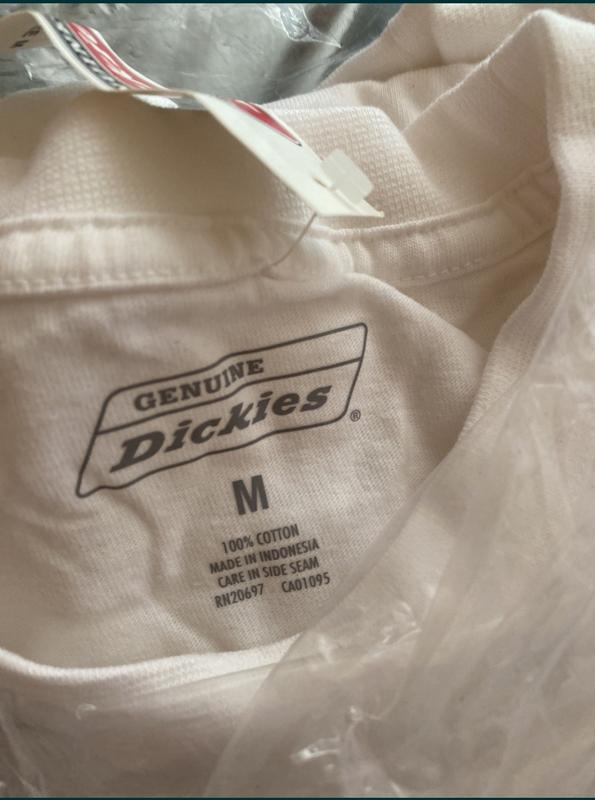 GENUINE
Dickies®
M
100% COTTON
MADE IN INDONESIA
CARE IN SIDE SEAM
RN20697 CA01095